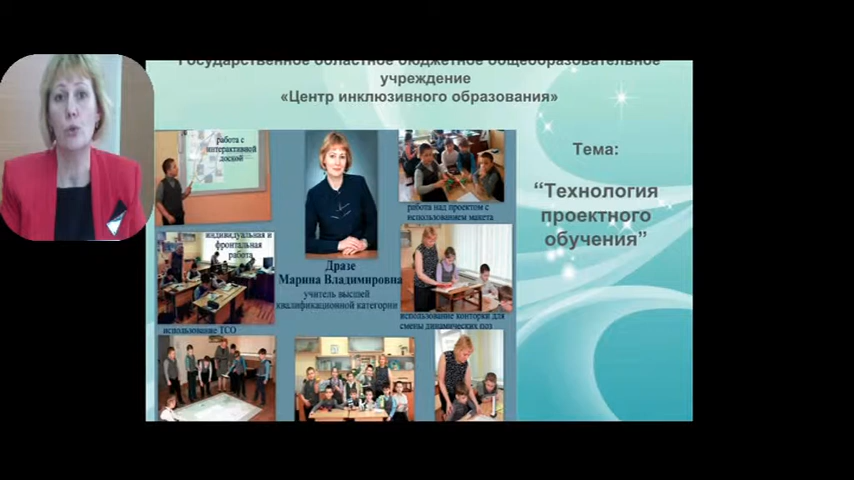 Государственное областное бюджетное общеобразовательное
учреждение
«Центр инклюзивного образования»
Тема:
“Технология
проектного
обучения”
работа с
интерактивной
доской
работа над проектом с
использованием макета
индивидуальная и
фронтальная
работа
Дразе
Марина Владимировна
учитель высшей
квалификационной категории
использование конторки для
смены динамических поз
использование ТСО